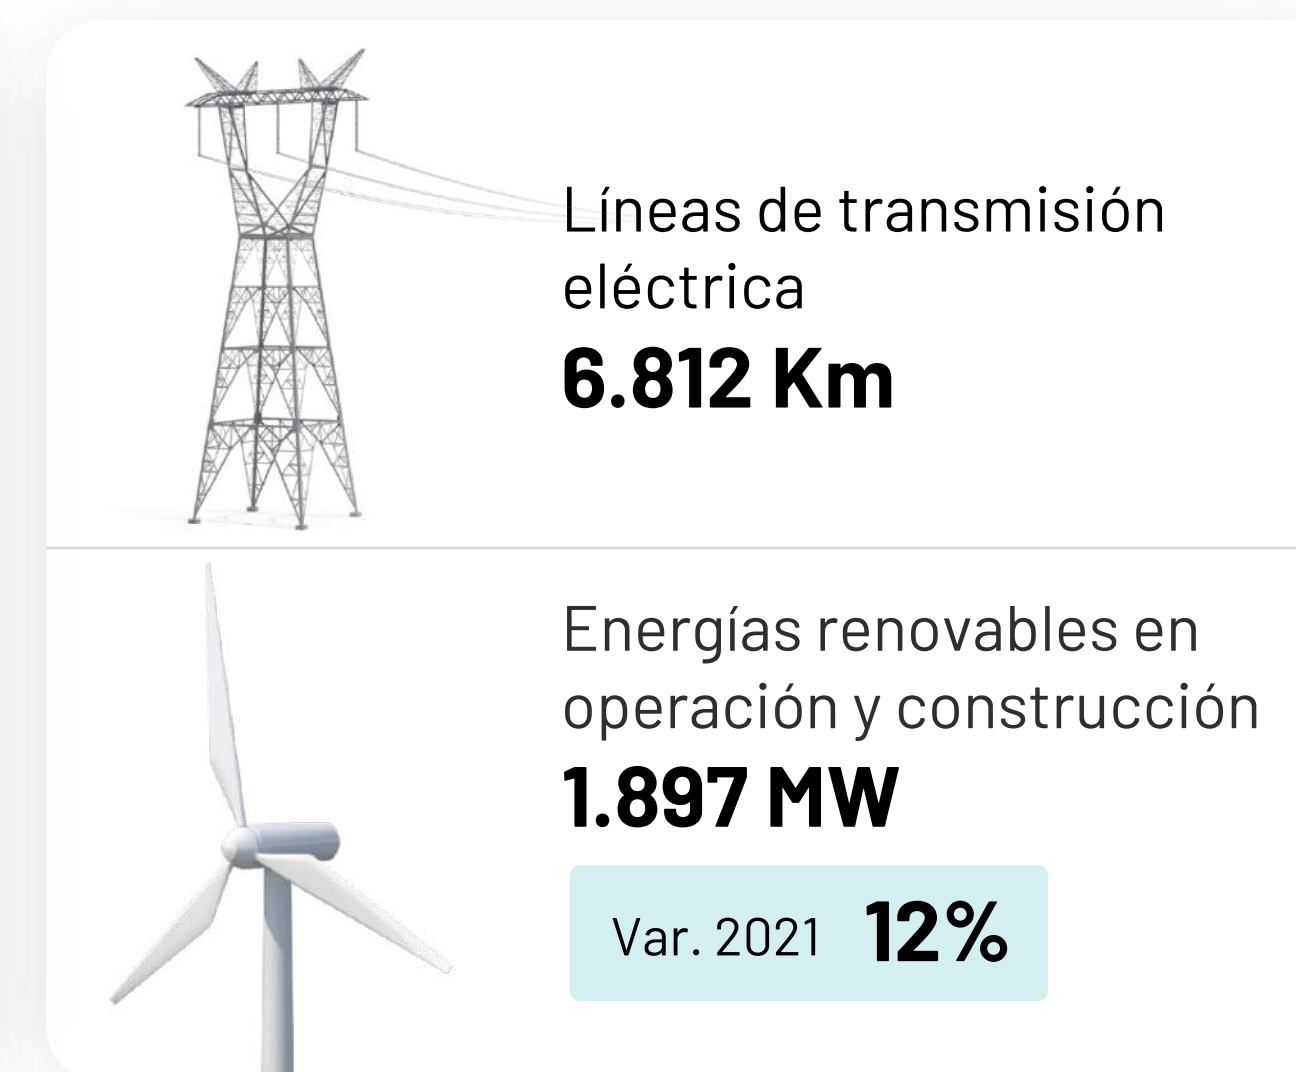 Líneas de transmisión
eléctrica
6.812 Km
Energías renovables en
operación y construcción
1.897 MW
Var. 2021 12%